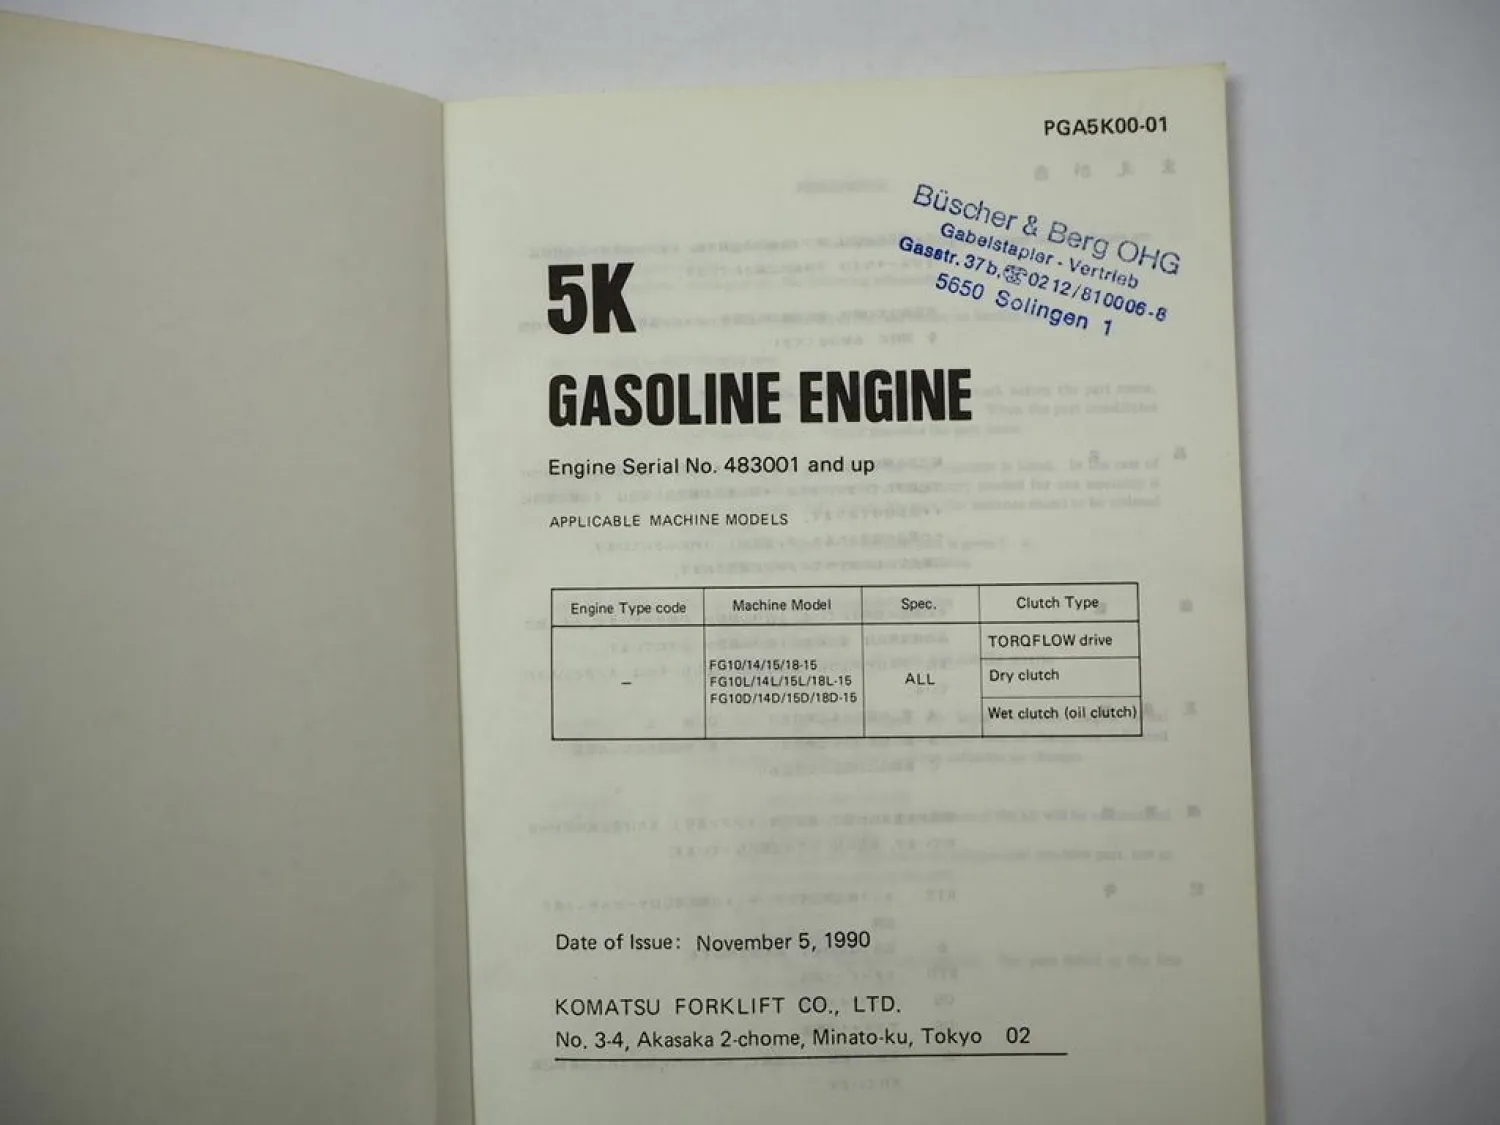 PGA5K00-01
Büscher & Berg OHG
Gabelstapler - Vertrieb
Gasstr. 37b, ☏ 0212/810006-8
5650 Solingen 1
5K
GASOLINE ENGINE
Engine Serial No. 483001 and up
APPLICABLE MACHINE MODELS
Engine Type code Machine Model Spec. Clutch Type
TORQFLOW drive
FG10/14/15/18-15
– FG10L/14L/15L/18L-15 ALL Dry clutch
FG10D/14D/15D/18D-15
Wet clutch (oil clutch)
Date of Issue: November 5, 1990
KOMATSU FORKLIFT CO., LTD.
No. 3-4, Akasaka 2-chome, Minato-ku, Tokyo 02